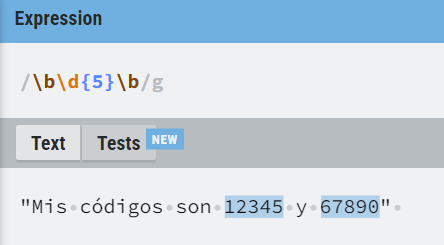 Expression
/\b\d{5}\b/g
Text Tests NEW
"Mis códigos son 12345 y 67890"